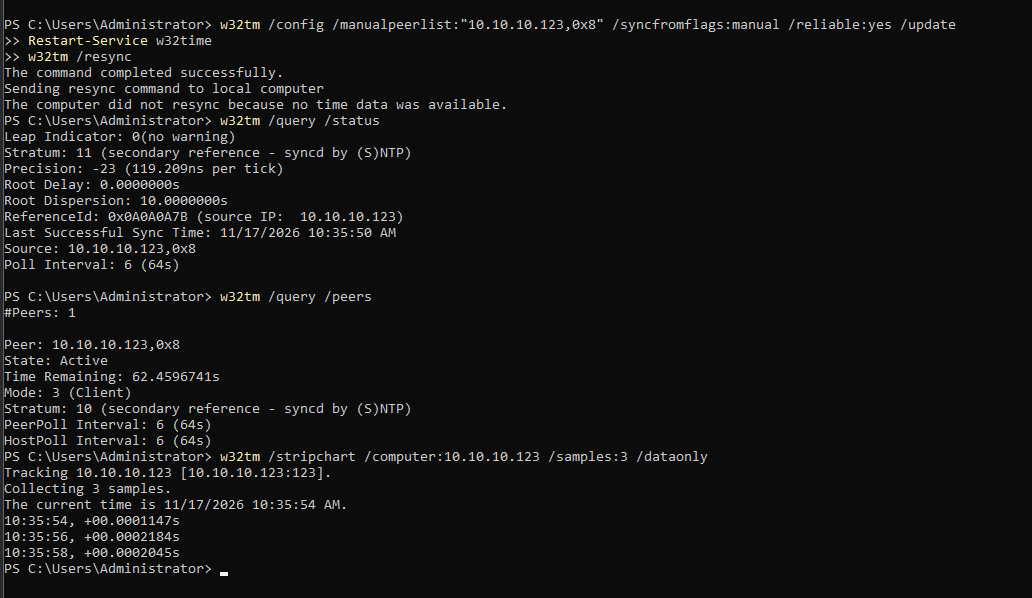 PS C:\Users\Administrator> w32tm /config /manualpeerlist:"10.10.10.123,0x8" /syncfromflags:manual /reliable:yes /update
>> Restart-Service w32time
>> w32tm /resync
The command completed successfully.
Sending resync command to local computer
The computer did not resync because no time data was available.
PS C:\Users\Administrator> w32tm /query /status
Leap Indicator: 0(no warning)
Stratum: 11 (secondary reference - syncd by (S)NTP)
Precision: -23 (119.209ns per tick)
Root Delay: 0.0000000s
Root Dispersion: 10.0000000s
ReferenceId: 0x0A0A0A7B (source IP:  10.10.10.123)
Last Successful Sync Time: 11/17/2026 10:35:50 AM
Source: 10.10.10.123,0x8
Poll Interval: 6 (64s)
PS C:\Users\Administrator> w32tm /query /peers
#Peers: 1
Peer: 10.10.10.123,0x8
State: Active
Time Remaining: 62.4596741s
Mode: 3 (Client)
Stratum: 10 (secondary reference - syncd by (S)NTP)
PeerPoll Interval: 6 (64s)
HostPoll Interval: 6 (64s)
PS C:\Users\Administrator> w32tm /stripchart /computer:10.10.10.123 /samples:3 /dataonly
Tracking 10.10.10.123 [10.10.10.123:123].
Collecting 3 samples.
The current time is 11/17/2026 10:35:54 AM.
10:35:54, +00.0001147s
10:35:56, +00.0002184s
10:35:58, +00.0002045s
PS C:\Users\Administrator>